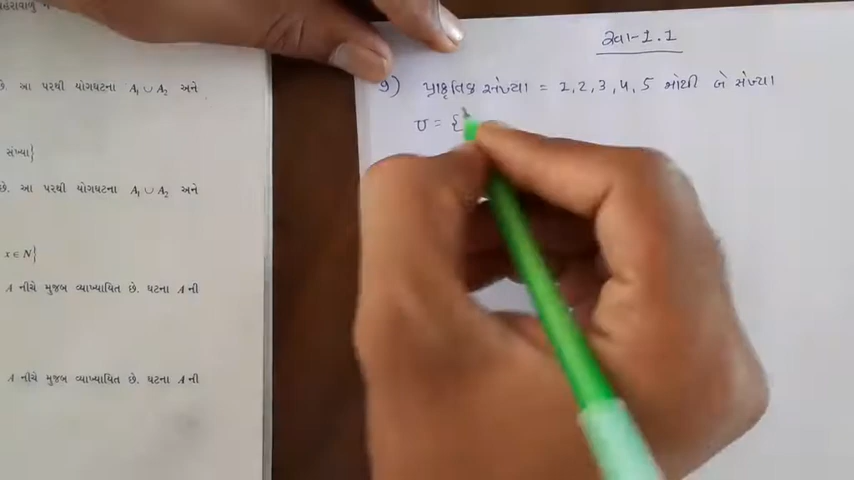 છે. આ પરથી યોગઘટના A₁ ∪ A₂ અને
સંખ્યા}
છે. આ પરથી યોગઘટના A₁ ∪ A₂ અને
x ∈ N}
A નીચે મુજબ વ્યાખ્યાયિત છે. ઘટના A ની
A નીચે મુજબ વ્યાખ્યાયિત છે. ઘટના A ની
સ્વા-1.1
9) પ્રાકૃતિક સંખ્યા = 1, 2, 3, 4, 5 માંથી બે સંખ્યા
U = {